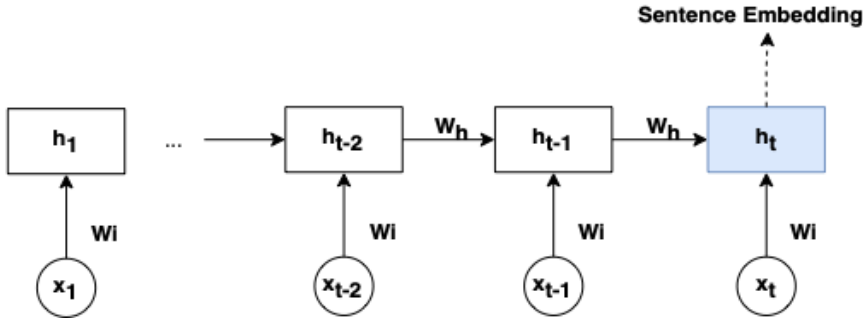 Sentence Embedding
h1 ... ht-2 Wh ht-1 Wh ht
Wi Wi Wi Wi
x1 xt-2 xt-1 xt